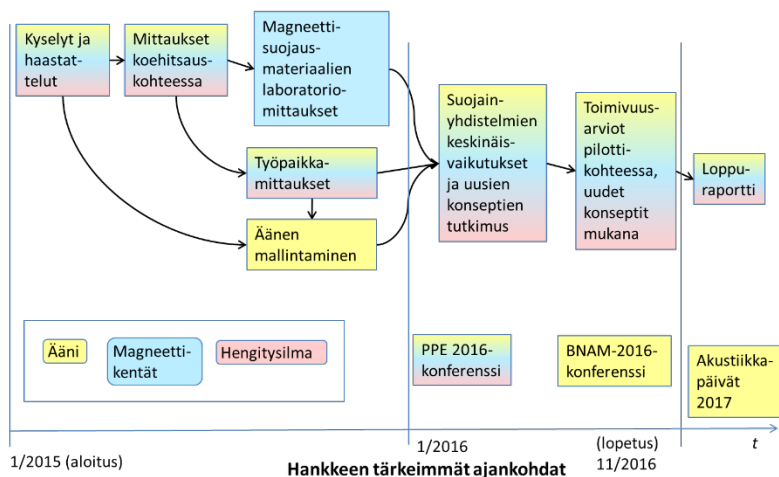 Kyselyt ja
haastat-
telut
Mittaukset
koehitsaus-
kohteessa
Magneetti-
suojaus-
materiaalien
laboratorio-
mittaukset
Työpaikka-
mittaukset
Äänen
mallintaminen
Suojain-
yhdistelmien
keskinäis-
vaikutukset
ja uusien
konseptien
tutkimus
Toimivuus-
arviot
pilotti-
kohteessa,
uudet
konseptit
mukana
Loppu-
raportti
Ääni
Magneetti-
kentät
Hengitysilma
PPE 2016-
konferenssi
BNAM-2016-
konferenssi
Akustiikka-
päivät
2017
1/2015 (aloitus)
1/2016
(lopetus)
11/2016
t
Hankkeen tärkeimmät ajankohdat